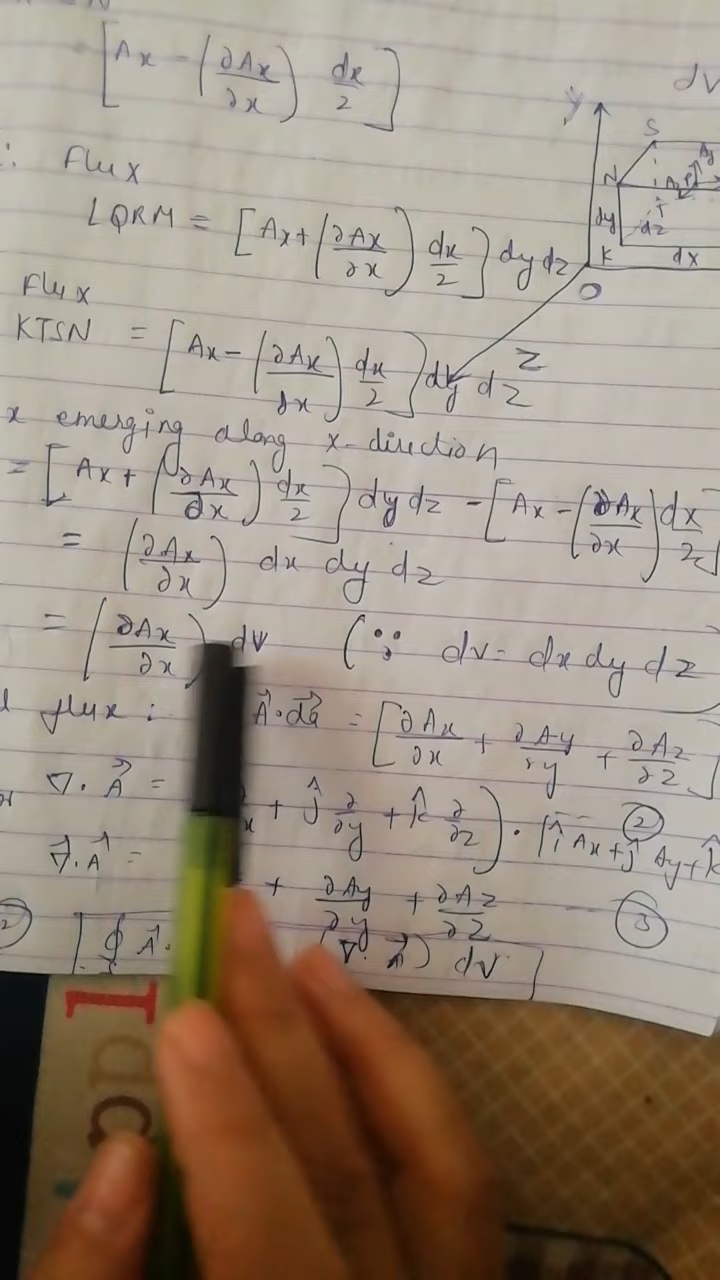 [Ax - (∂Ax/∂x) dx/2]
∴ Flux
LQRM = [Ax + (∂Ax/∂x) dx/2] dy dz
Flux
KTSN = [Ax - (∂Ax/∂x) dx/2] dy dz
x emerging along x-direction
= [Ax + (∂Ax/∂x) dx/2] dy dz - [Ax - (∂Ax/∂x) dx/2]
= (∂Ax/∂x) dx dy dz
= (∂Ax/∂x) dv (∵ dv = dx dy dz
flux : A⃗·da⃗ = [∂Ax/∂x + ∂Ay/∂y + ∂Az/∂z]
②
∇·A⃗ = + ĵ ∂/∂y + k̂ ∂/∂z) · (î Ax + ĵ Ay + k̂
∇⃗·A⃗ = + ∂Ay/∂y + ∂Az/∂z ③
② ∮ A⃗· (∇·A⃗) dv
dV
y
S
Ay
N
T
dy
dz
K
dx
O
Z